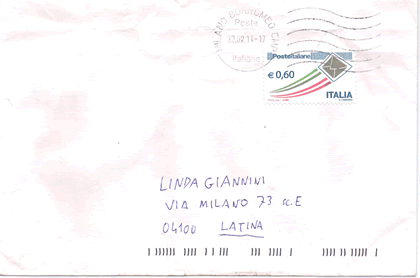 MILANO BORROMEO
Poste
Italiane
Posteitaliane
€ 0,60
ITALIA
LINDA GIANNINI
VIA MILANO 73 sc.E
04100 LATINA